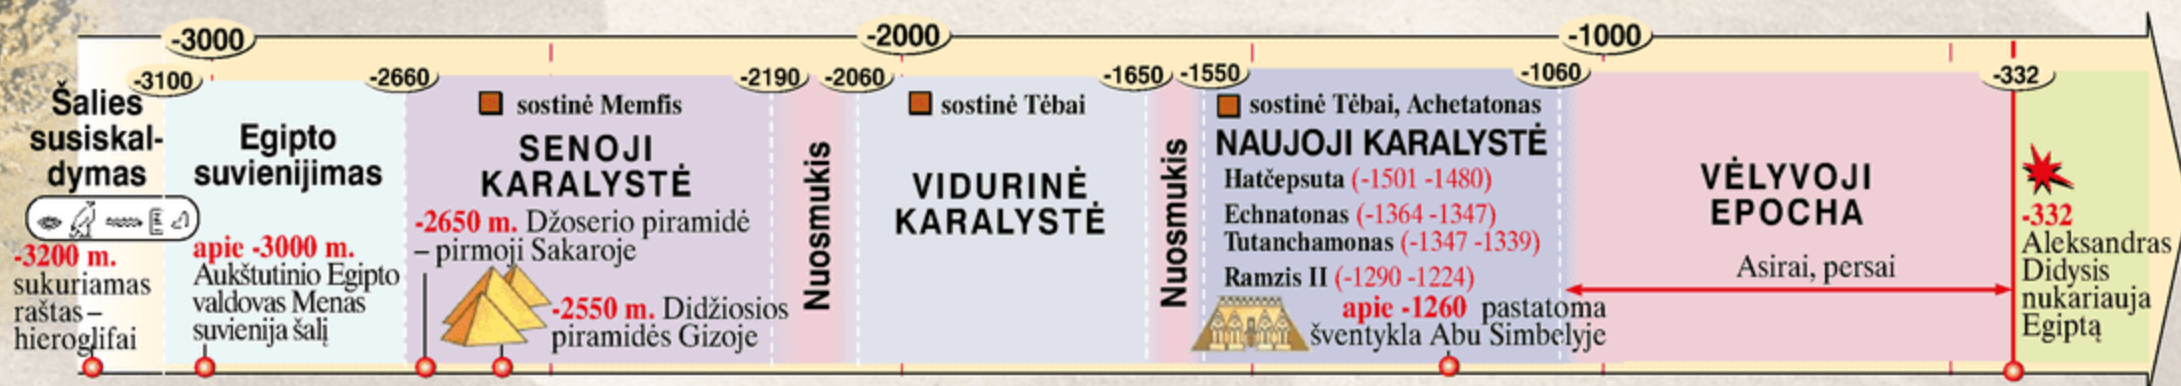 -3000
-2000
-1000
-3100
-2660
-2190
-2060
-1650
-1550
-1060
-332
Šalies
susiskal-
dymas
-3200 m.
sukuriamas
raštas –
hieroglifai
Egipto
suvienijimas
apie -3000 m.
Aukštutinio Egipto
valdovas Menas
suvienija šalį
sostinė Memfis
SENOJI
KARALYSTĖ
-2650 m. Džoserio piramidė
– pirmoji Sakaroje
-2550 m. Didžiosios
piramidės Gizoje
Nuosmukis
sostinė Tėbai
VIDURINĖ
KARALYSTĖ
Nuosmukis
sostinė Tėbai, Achetatonas
NAUJOJI KARALYSTĖ
Hatčepsuta (-1501 -1480)
Echnatonas (-1364 -1347)
Tutanchamonas (-1347 -1339)
Ramzis II (-1290 -1224)
apie -1260 pastatoma
šventykla Abu Simbelyje
VĖLYVOJI
EPOCHA
Asirai, persai
-332
Aleksandras
Didysis
nukariauja
Egiptą